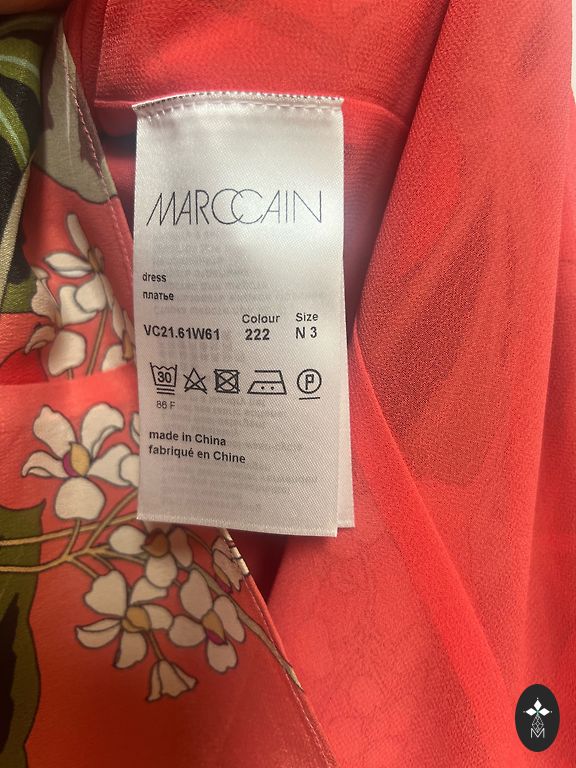 MARCCAIN
dress
платье
Colour Size
VC21.61W61 222 N 3
30
P
86 F
made in China
fabriqué en Chine
M